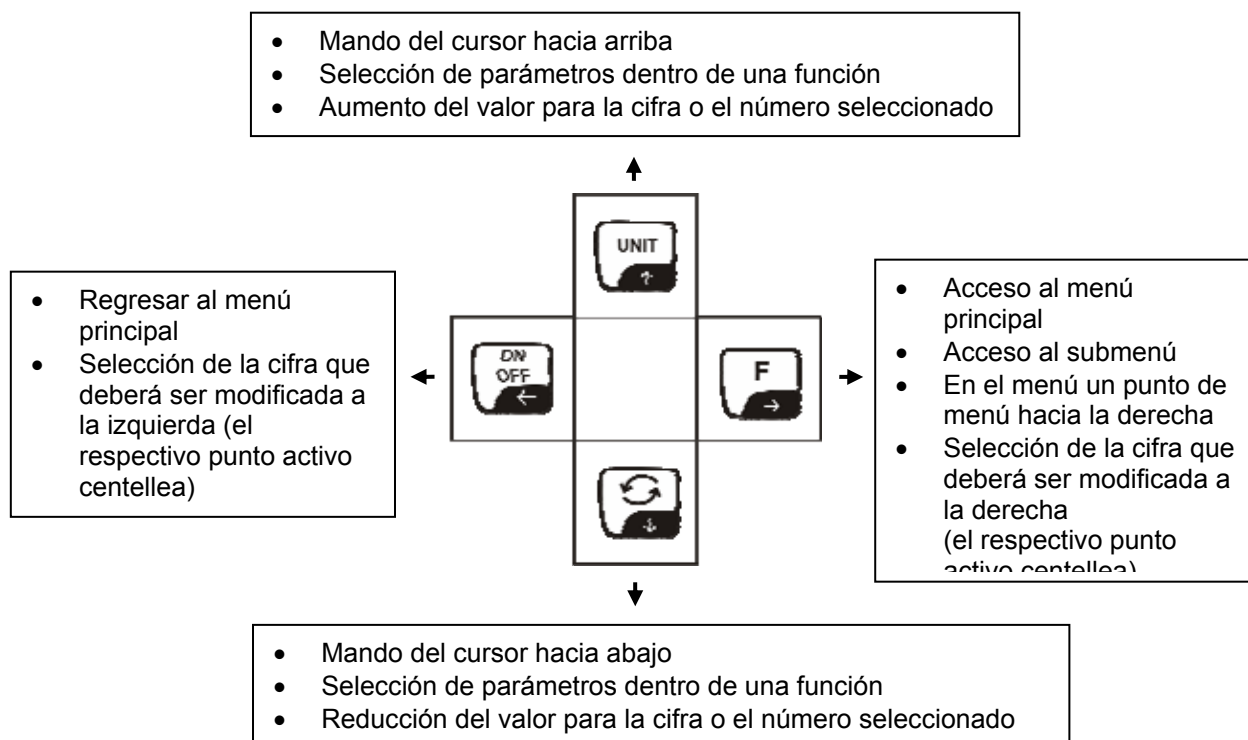 • Mando del cursor hacia arriba
• Selección de parámetros dentro de una función
• Aumento del valor para la cifra o el número seleccionado
UNIT
• Regresar al menú
principal
• Selección de la cifra que
deberá ser modificada a
la izquierda (el
respectivo punto activo
centellea)
ON
OFF
←
F
→
• Acceso al menú
principal
• Acceso al submenú
• En el menú un punto de
menú hacia la derecha
• Selección de la cifra que
deberá ser modificada a
la derecha
(el respectivo punto
activo centellea)
• Mando del cursor hacia abajo
• Selección de parámetros dentro de una función
• Reducción del valor para la cifra o el número seleccionado